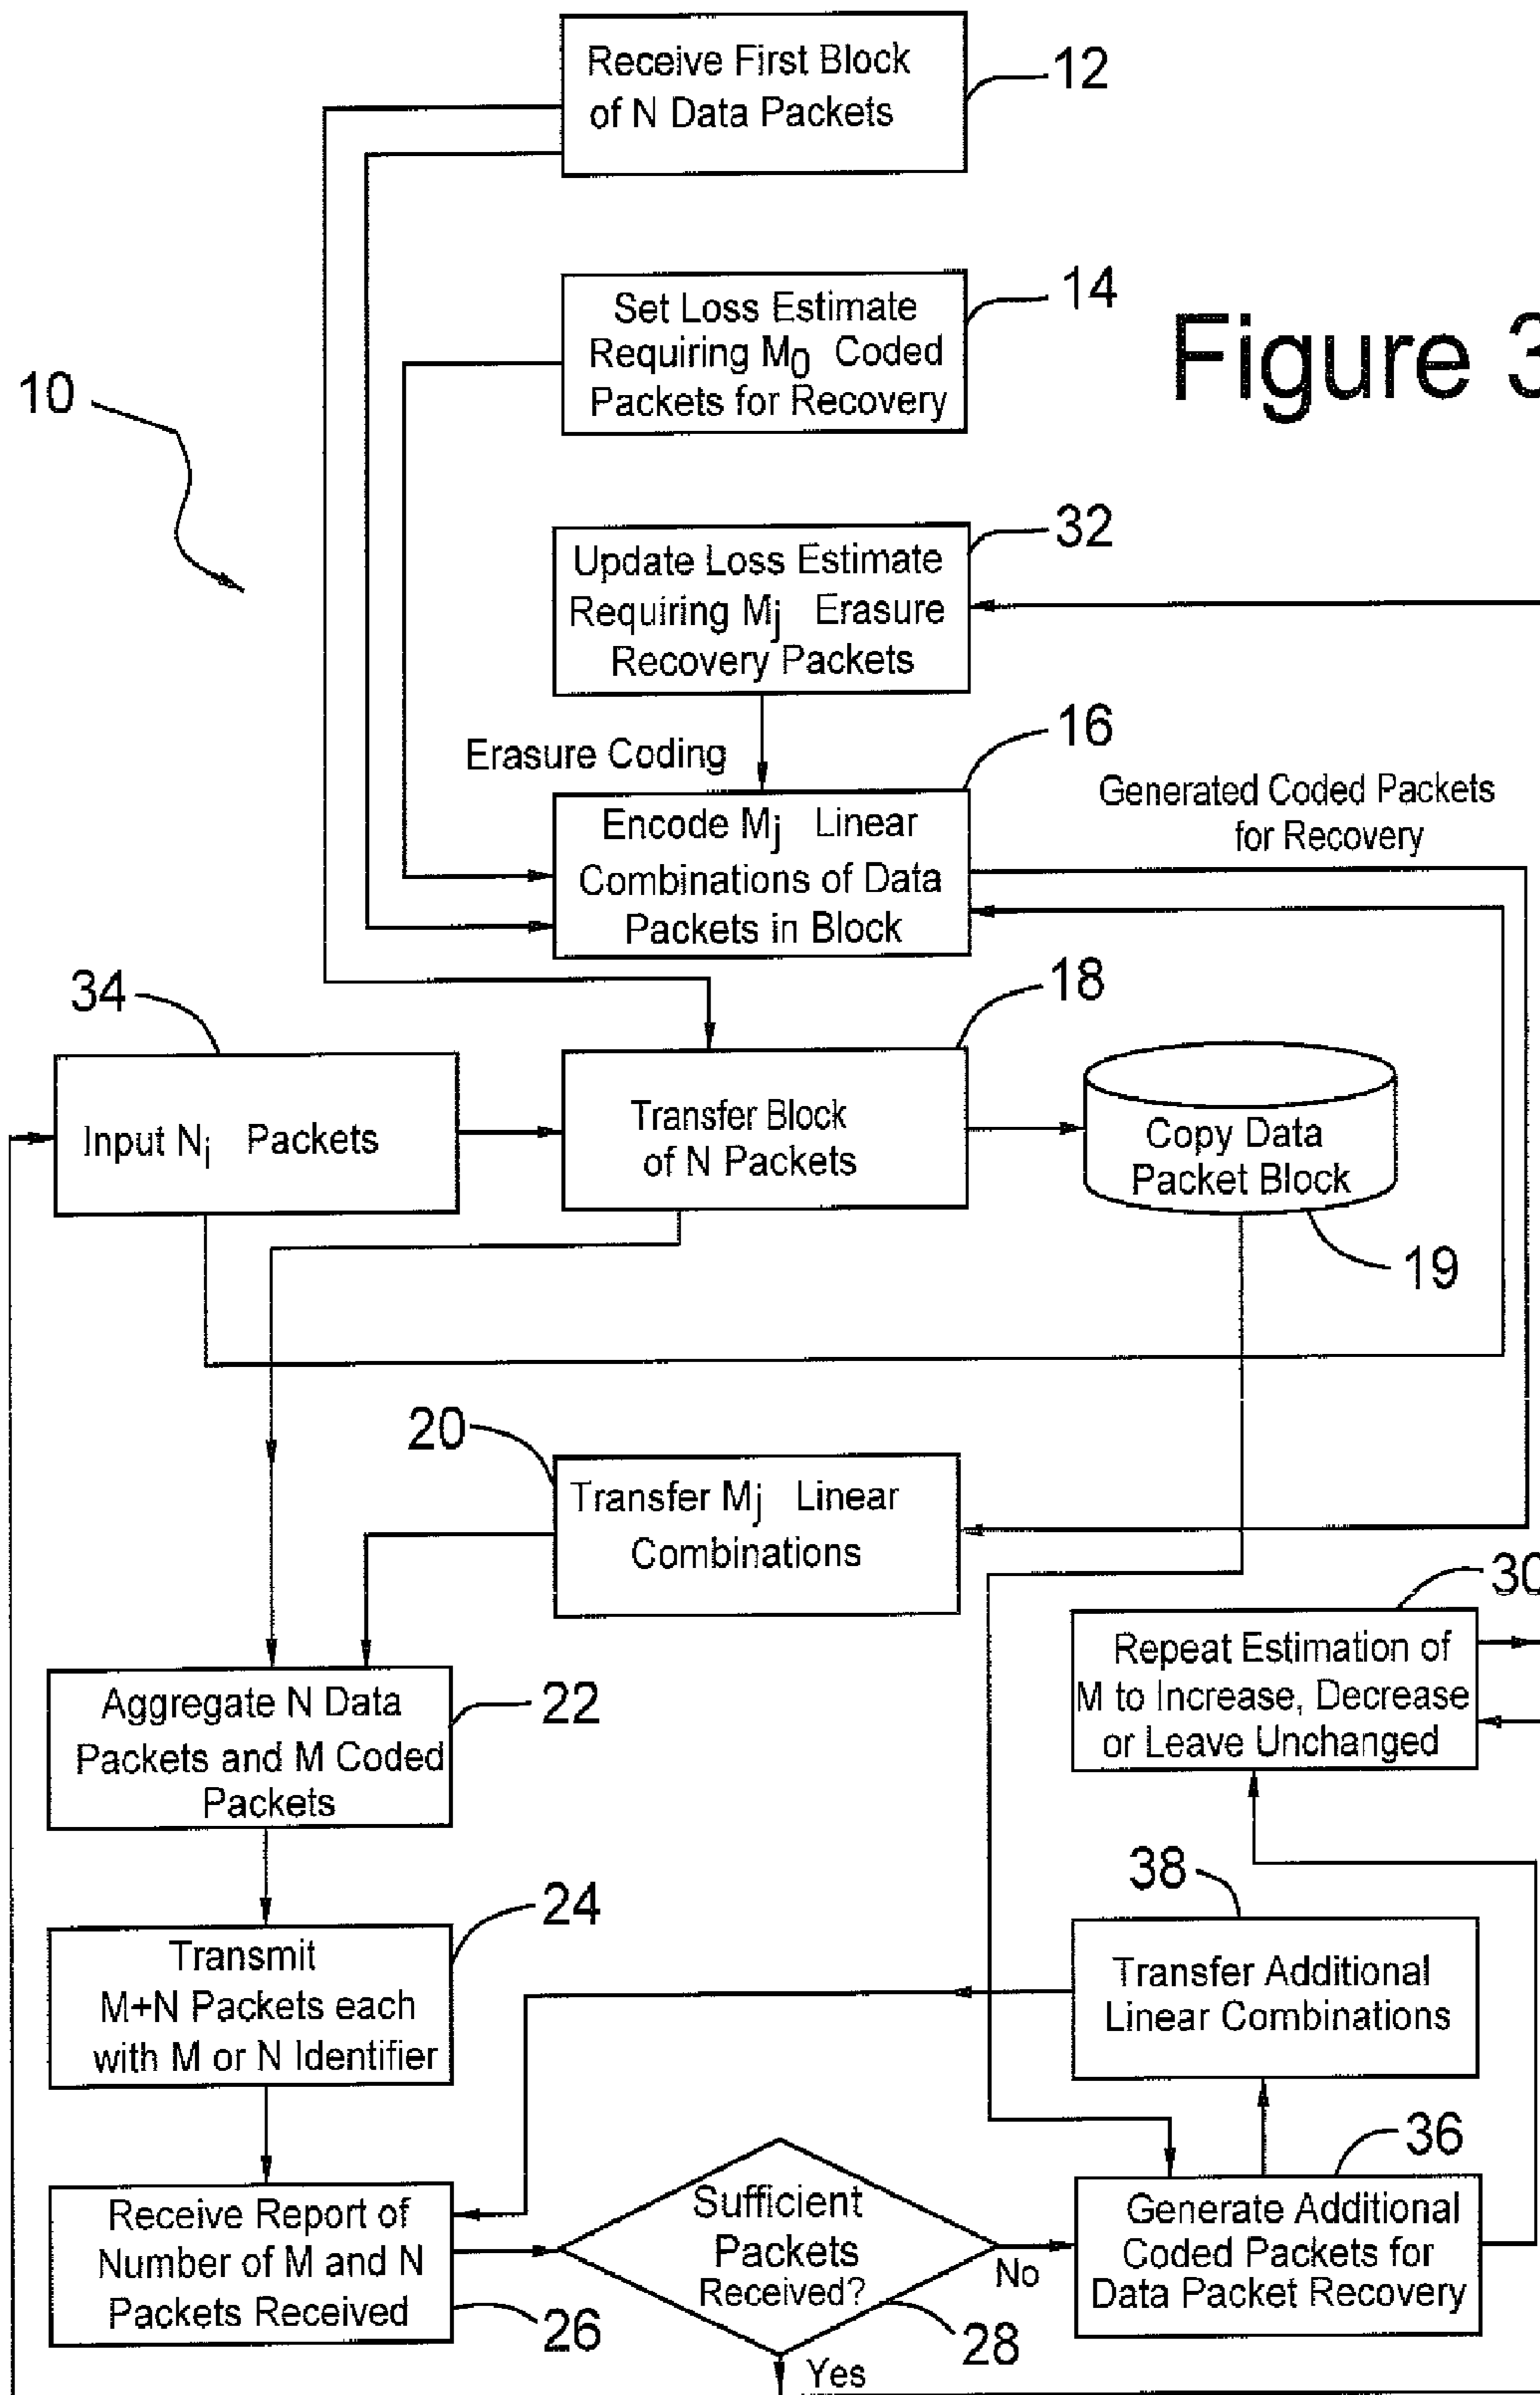 Receive First Block
of N Data Packets
12
Set Loss Estimate
Requiring M0 Coded
Packets for Recovery
14
Figure 3
10
Update Loss Estimate
Requiring Mj Erasure
Recovery Packets
32
Erasure Coding
16
Encode Mj Linear
Combinations of Data
Packets in Block
Generated Coded Packets
for Recovery
34
Input Ni Packets
18
Transfer Block
of N Packets
Copy Data
Packet Block
19
20
Transfer Mj Linear
Combinations
30
Repeat Estimation of
M to Increase, Decrease
or Leave Unchanged
Aggregate N Data
Packets and M Coded
Packets
22
38
Transfer Additional
Linear Combinations
Transmit
M+N Packets each
with M or N Identifier
24
36
Generate Additional
Coded Packets for
Data Packet Recovery
Receive Report of
Number of M and N
Packets Received
26
Sufficient
Packets
Received?
No
28
Yes